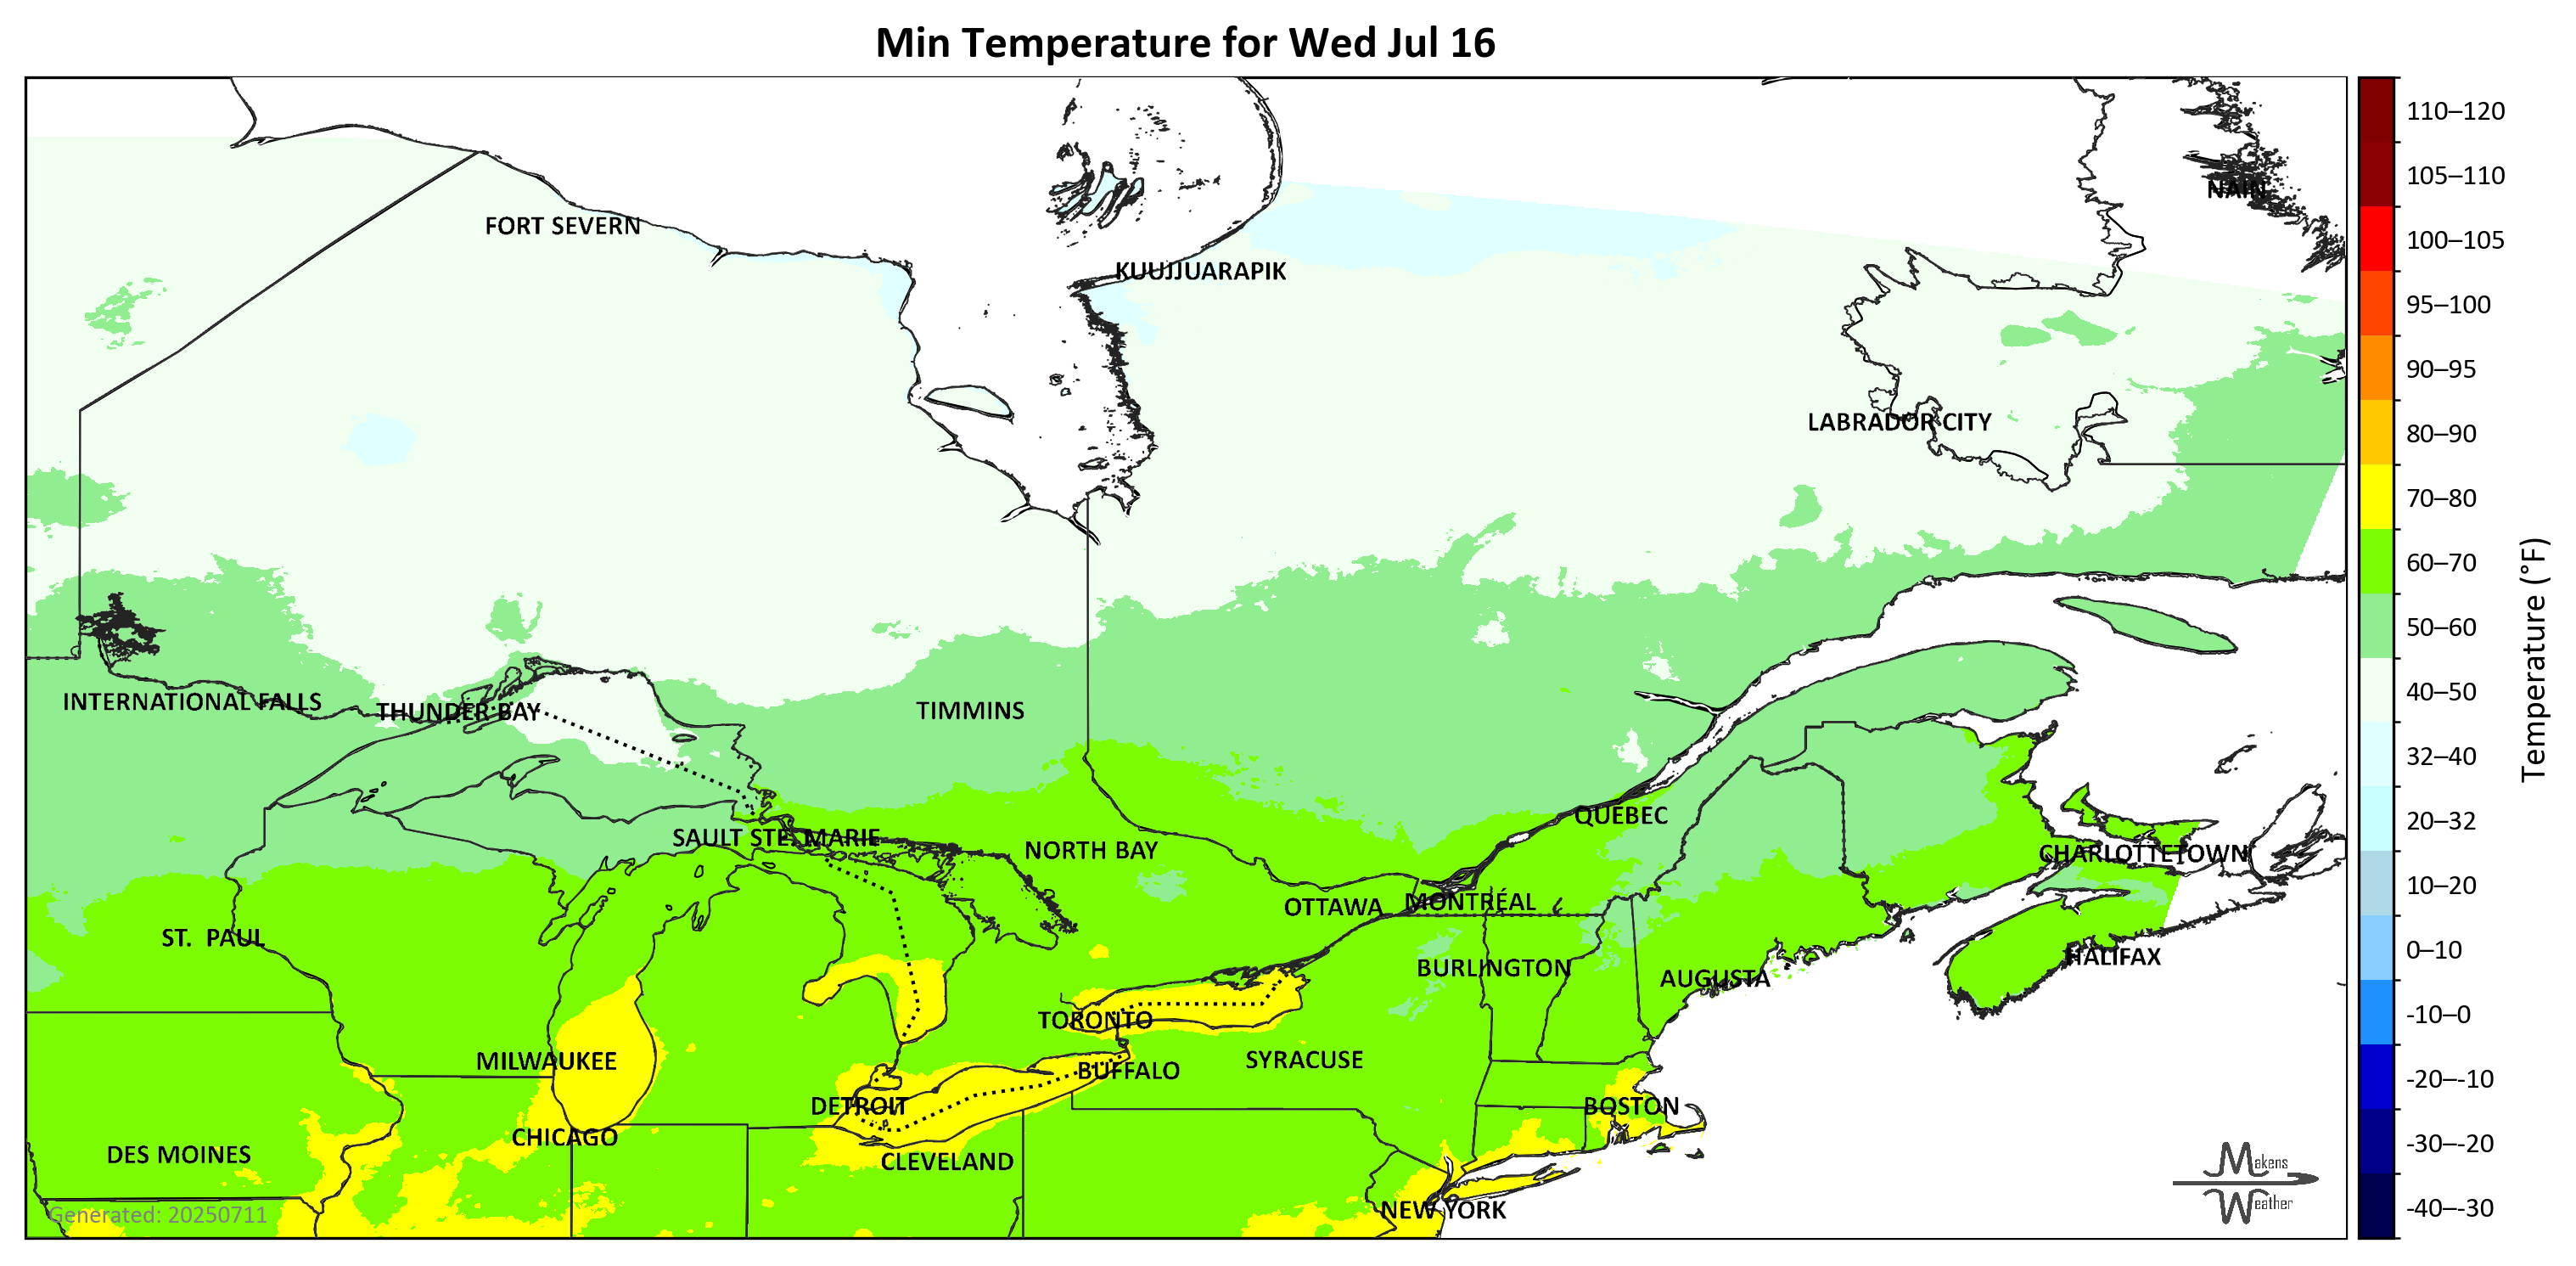 Min Temperature for Wed Jul 16
110–120
105–110
100–105
95–100
90–95
80–90
70–80
60–70
50–60
40–50
32–40
20–32
10–20
0–10
-10–0
-20–-10
-30–-20
-40–-30
Temperature (°F)
NAIN
FORT SEVERN
KUUJJUARAPIK
LABRADOR CITY
INTERNATIONAL FALLS
THUNDER BAY
TIMMINS
QUEBEC
SAULT STE. MARIE
NORTH BAY
CHARLOTTETOWN
OTTAWA
MONTRÉAL
ST. PAUL
HALIFAX
BURLINGTON
AUGUSTA
TORONTO
MILWAUKEE
SYRACUSE
BUFFALO
DETROIT
BOSTON
CHICAGO
DES MOINES
CLEVELAND
NEW YORK
Generated: 20250711
Makens
Weather